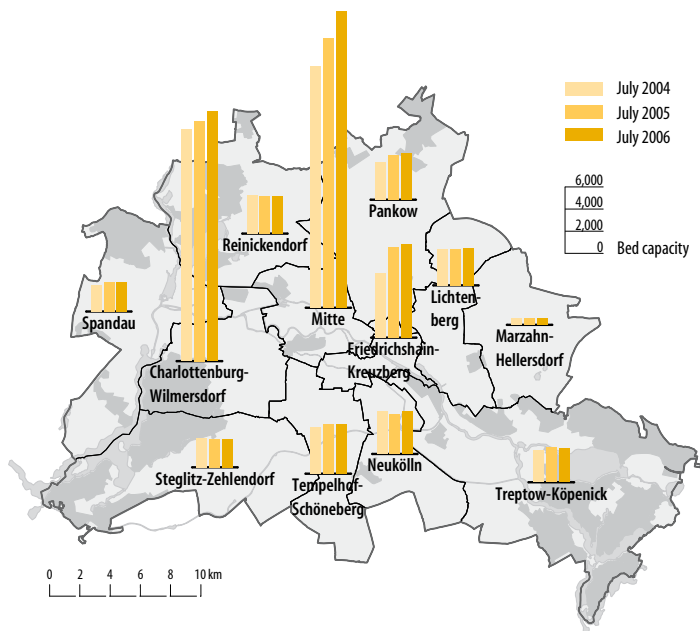 July 2004
July 2005
July 2006
6,000
4,000
2,000
0 Bed capacity
Pankow
Reinickendorf
Lichten-
berg
Spandau
Mitte
Marzahn-
Hellersdorf
Friedrichshain-
Kreuzberg
Charlottenburg-
Wilmersdorf
Neukölln
Steglitz-Zehlendorf
Tempelhof-
Schöneberg
Treptow-Köpenick
0 2 4 6 8 10 km